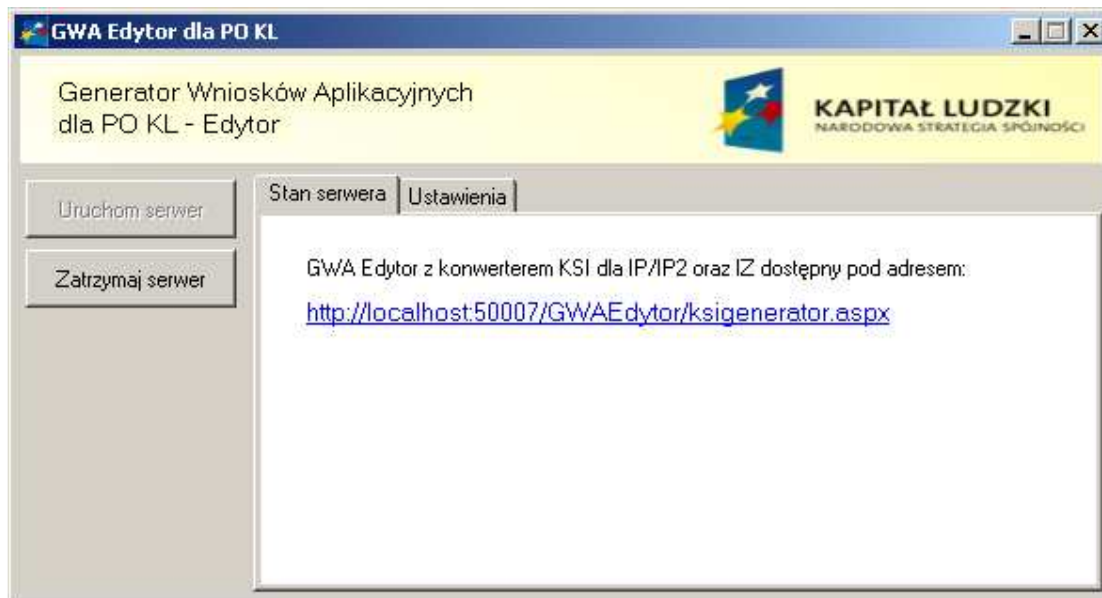 GWA Edytor dla PO KL
Generator Wniosków Aplikacyjnych
dla PO KL - Edytor
KAPITAŁ LUDZKI
NARODOWA STRATEGIA SPÓJNOŚCI
Uruchom serwer
Zatrzymaj serwer
Stan serwera
Ustawienia
GWA Edytor z konwerterem KSI dla IP/IP2 oraz IZ dostępny pod adresem:
http://localhost:50007/GWAEdytor/ksigenerator.aspx